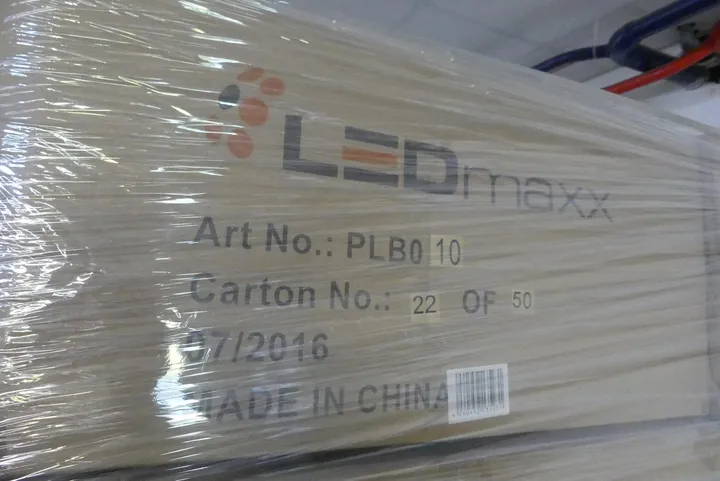 LEDmaxx
Art No.: PLB0 10
Carton No.: 22 OF 50
07/2016
MADE IN CHINA